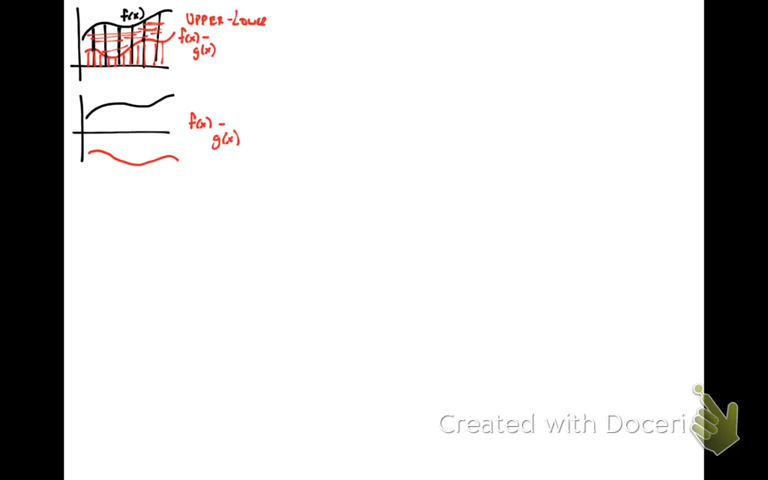 f(x)
UPPER-LOWER
f(x)-
g(x)
f(x) -
g(x)
Created with Doceri